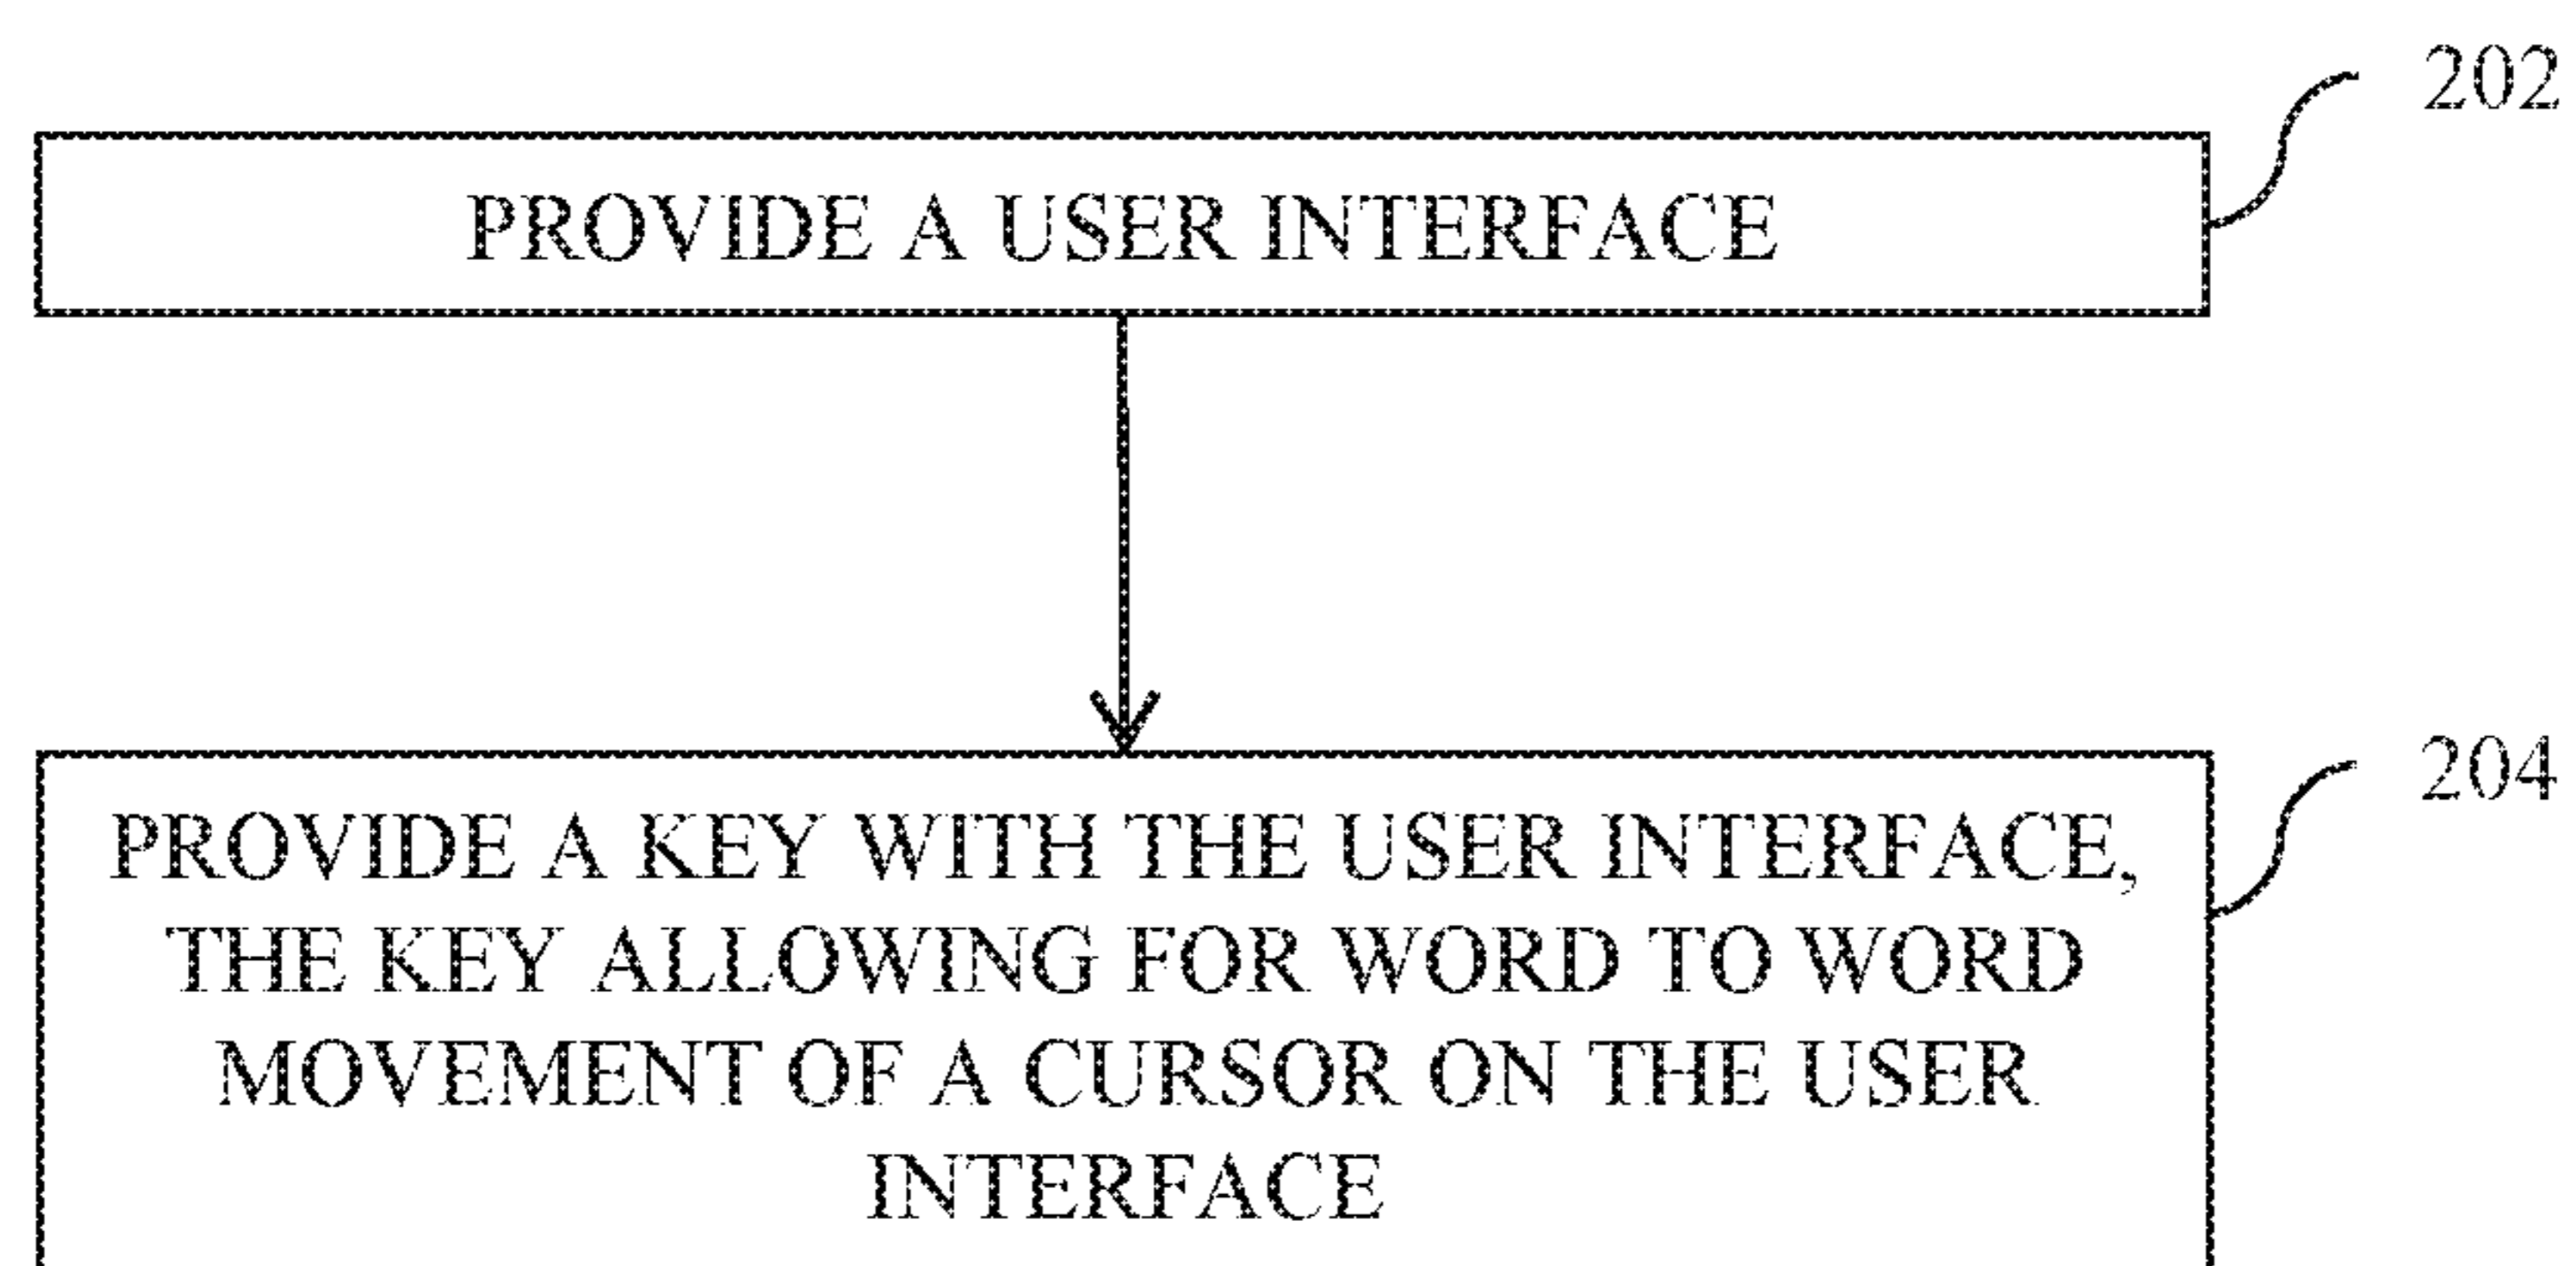 202
PROVIDE A USER INTERFACE
204
PROVIDE A KEY WITH THE USER INTERFACE,
THE KEY ALLOWING FOR WORD TO WORD
MOVEMENT OF A CURSOR ON THE USER
INTERFACE